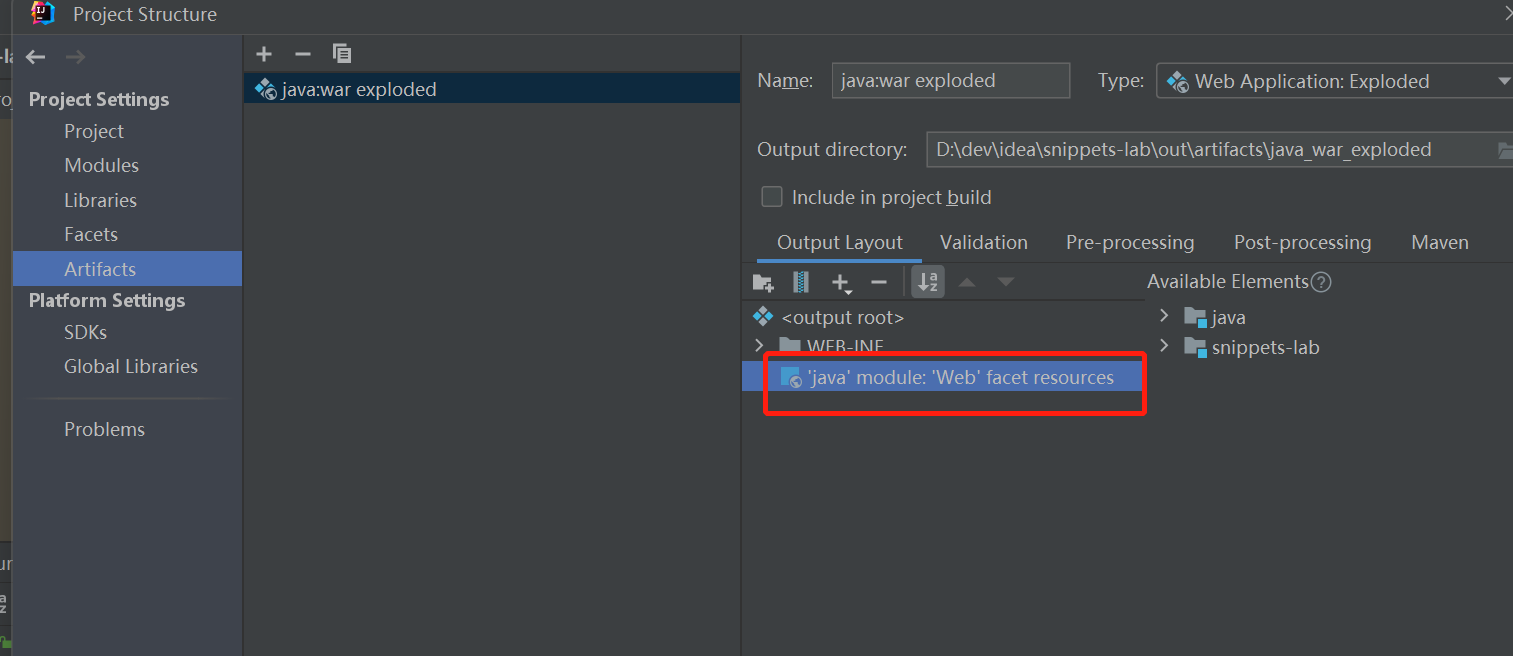 Project Structure
Project Settings
Project
Modules
Libraries
Facets
Artifacts
Platform Settings
SDKs
Global Libraries
Problems
java:war exploded
Name: java:war exploded Type: Web Application: Exploded
Output directory: D:\dev\idea\snippets-lab\out\artifacts\java_war_exploded
Include in project build
Output Layout Validation Pre-processing Post-processing Maven
Available Elements
<output root>
WEB-INF
'java' module: 'Web' facet resources
java
snippets-lab